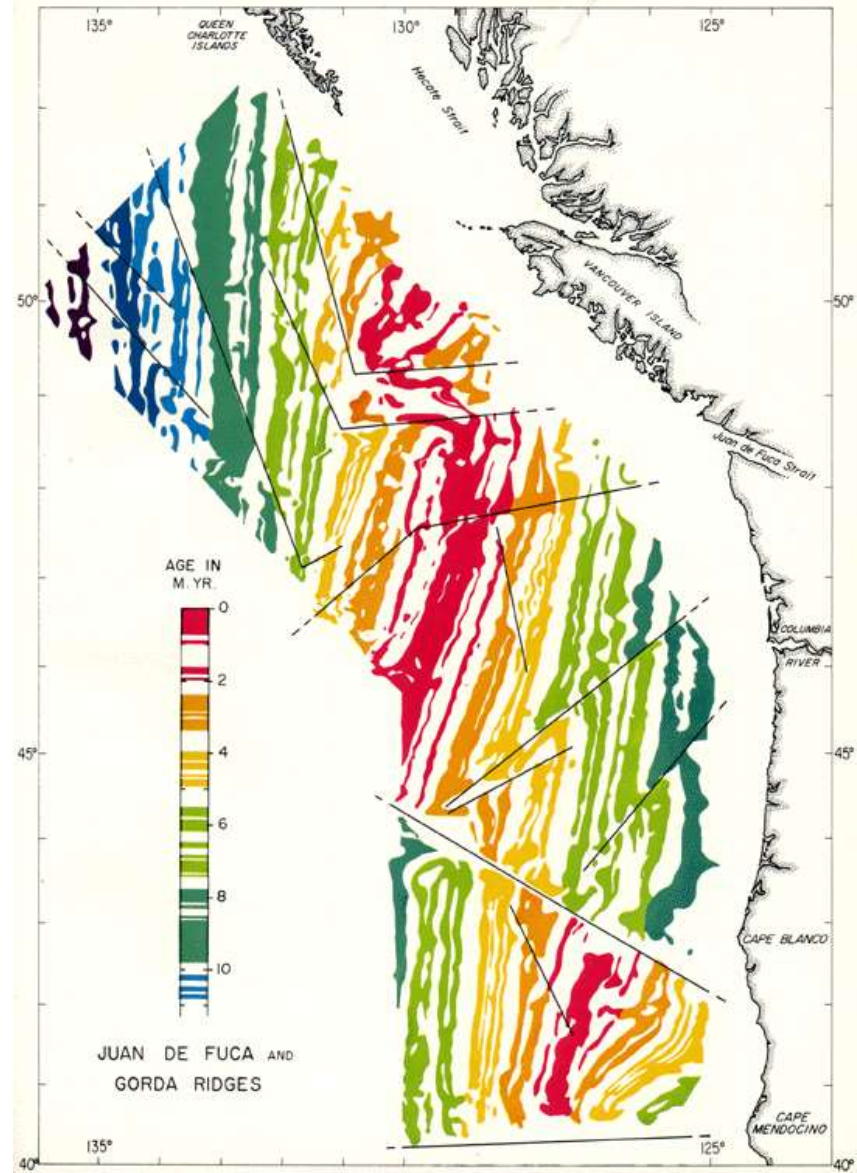 135°
130°
125°
QUEEN
CHARLOTTE
ISLANDS
Hecate Strait
50°
50°
VANCOUVER ISLAND
Juan de Fuca Strait
AGE IN
M. YR.
0
2
4
6
8
10
COLUMBIA
RIVER
45°
45°
CAPE BLANCO
JUAN DE FUCA AND
GORDA RIDGES
CAPE
MENDOCINO
135°
125°
40°
40°